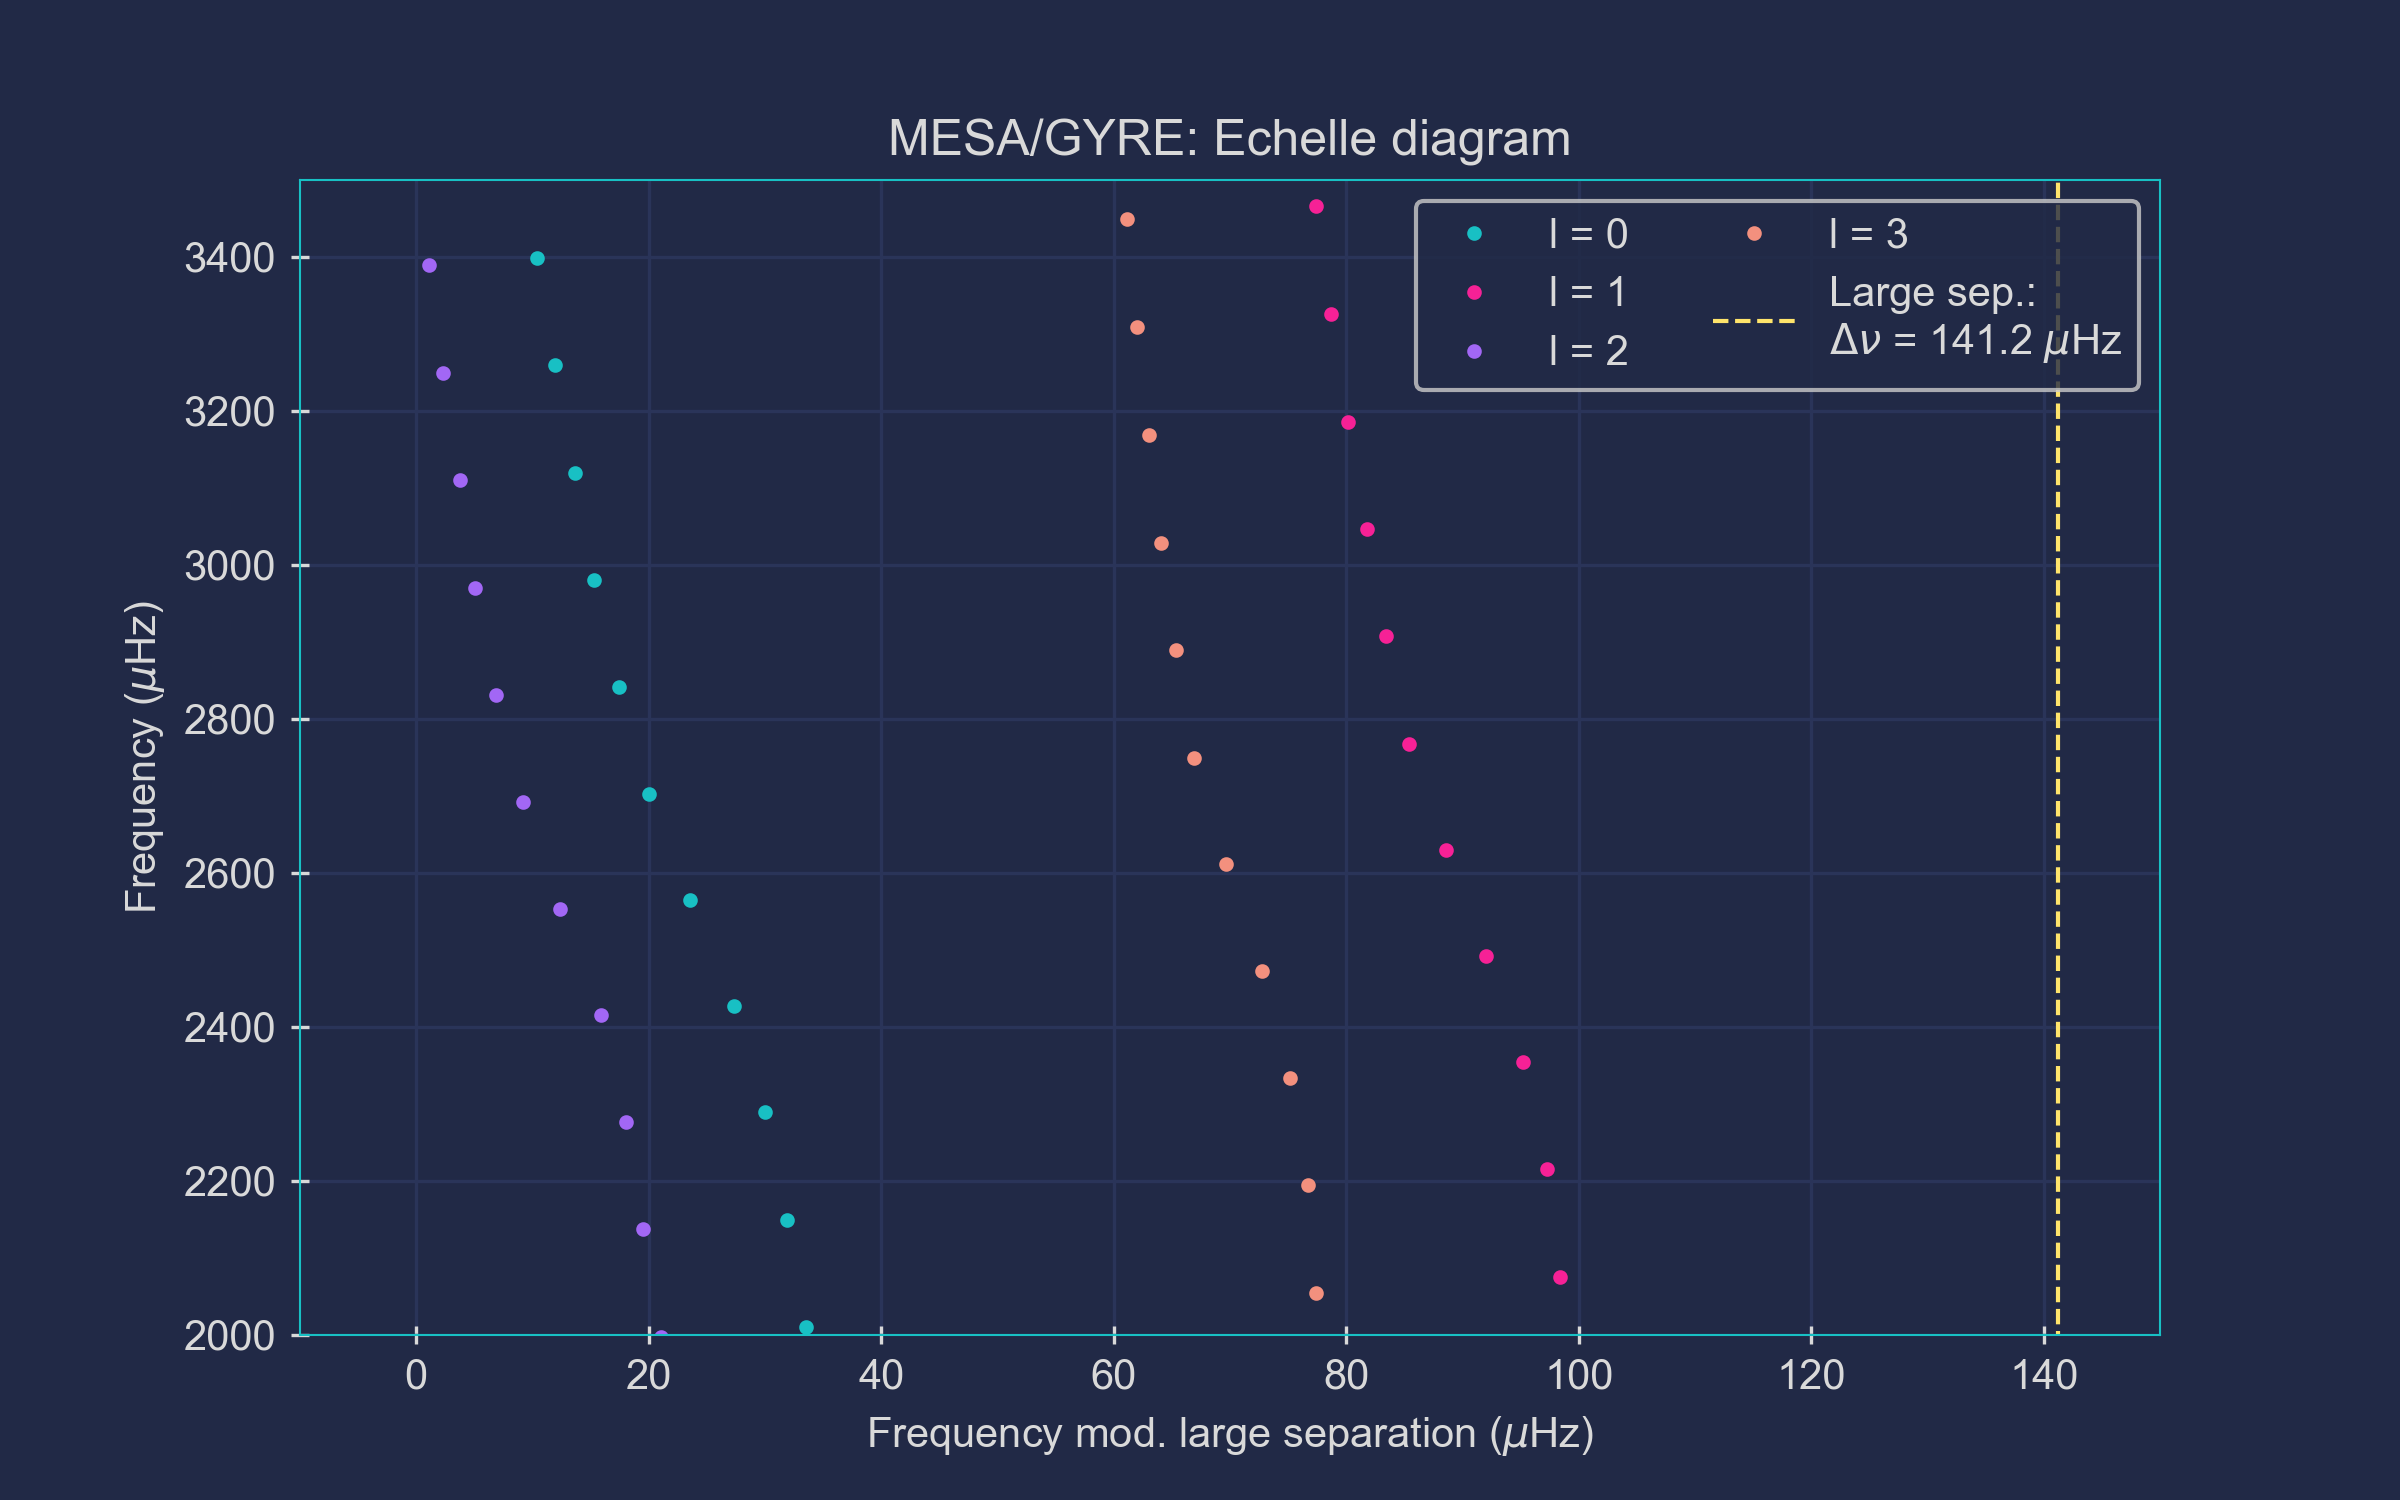 MESA/GYRE: Echelle diagram
l = 0
l = 1
l = 2
l = 3
Large sep.:
Δν = 141.2 μHz
Frequency (μHz)
3400
3200
3000
2800
2600
2400
2200
2000
0 20 40 60 80 100 120 140
Frequency mod. large separation (μHz)